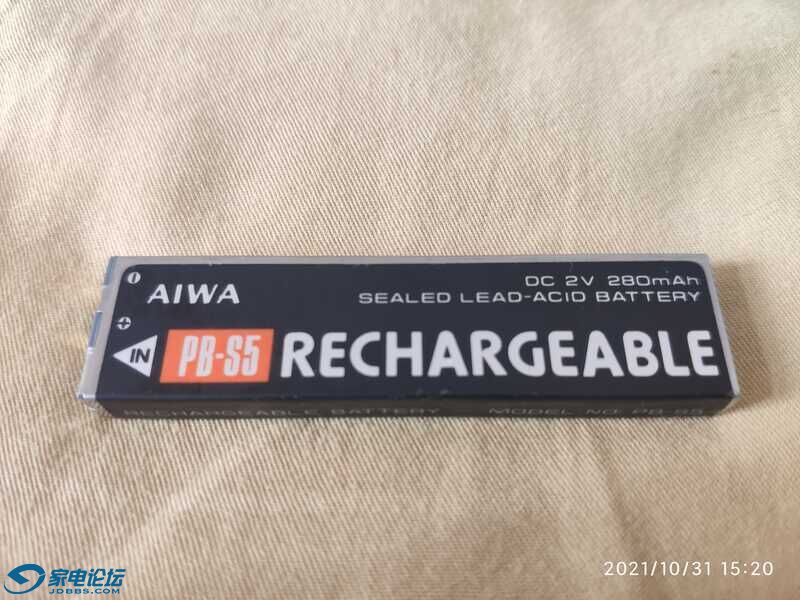 AIWA
DC 2V 280mAh
SEALED LEAD-ACID BATTERY
IN
PB-S5
RECHARGEABLE
RECHARGEABLE BATTERY MODEL NO. PB-S5
家电论坛
JDBBS.COM
2021/10/31 15:20